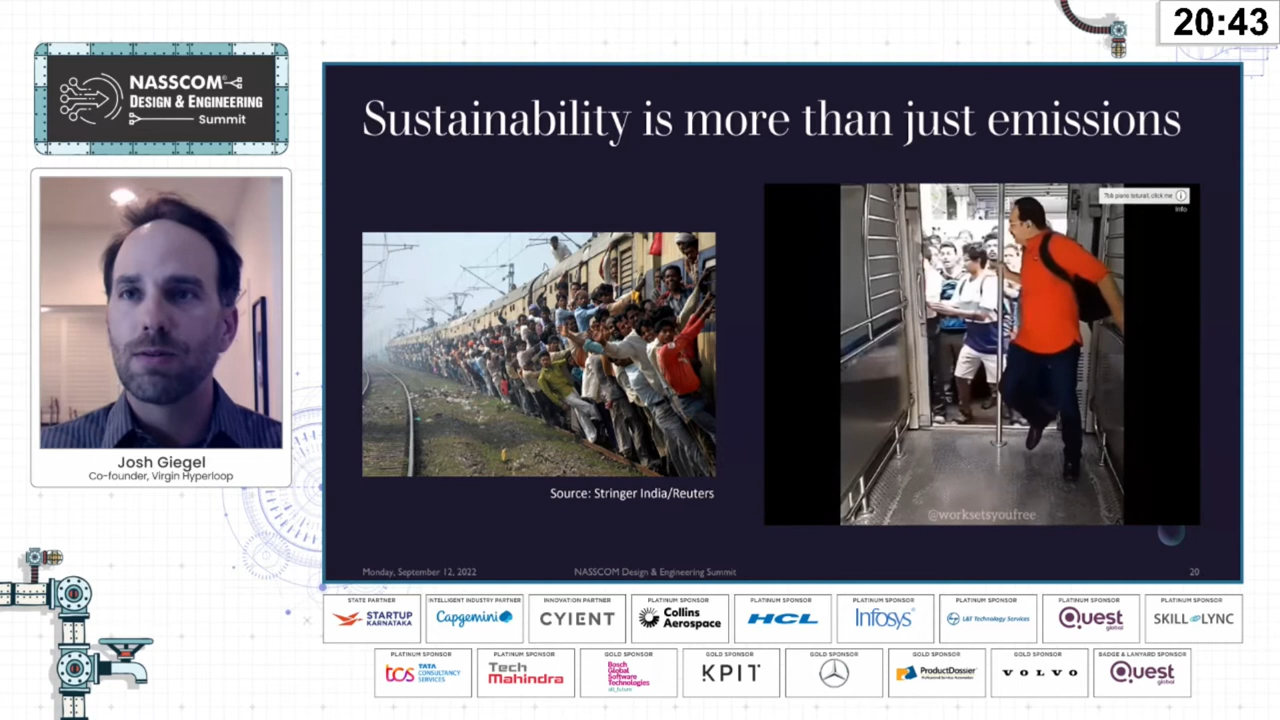 20:43
NASSCOM®
DESIGN & ENGINEERING
Summit
Josh Giegel
Co-founder, Virgin Hyperloop
Sustainability is more than just emissions
Info
Source: Stringer India/Reuters
@worksetsyoufree
Monday, September 12, 2022
NASSCOM Design & Engineering Summit
20
STATE PARTNER
STARTUP
KARNATAKA
INTELLIGENT INDUSTRY PARTNER
Capgemini
INNOVATION PARTNER
CYIENT
PLATINUM SPONSOR
Collins
Aerospace
PLATINUM SPONSOR
HCL
PLATINUM SPONSOR
Infosys®
PLATINUM SPONSOR
L&T Technology Services
PLATINUM SPONSOR
Quest
global
PLATINUM SPONSOR
SKILL LYNC
PLATINUM SPONSOR
tcs TATA
CONSULTANCY
SERVICES
PLATINUM SPONSOR
Tech
Mahindra
GOLD SPONSOR
Bosch
Global
Software
Technologies
GOLD SPONSOR
KPIT
GOLD SPONSOR
GOLD SPONSOR
ProductDossier
GOLD SPONSOR
VOLVO
BADGE & LANYARD SPONSOR
Quest
global